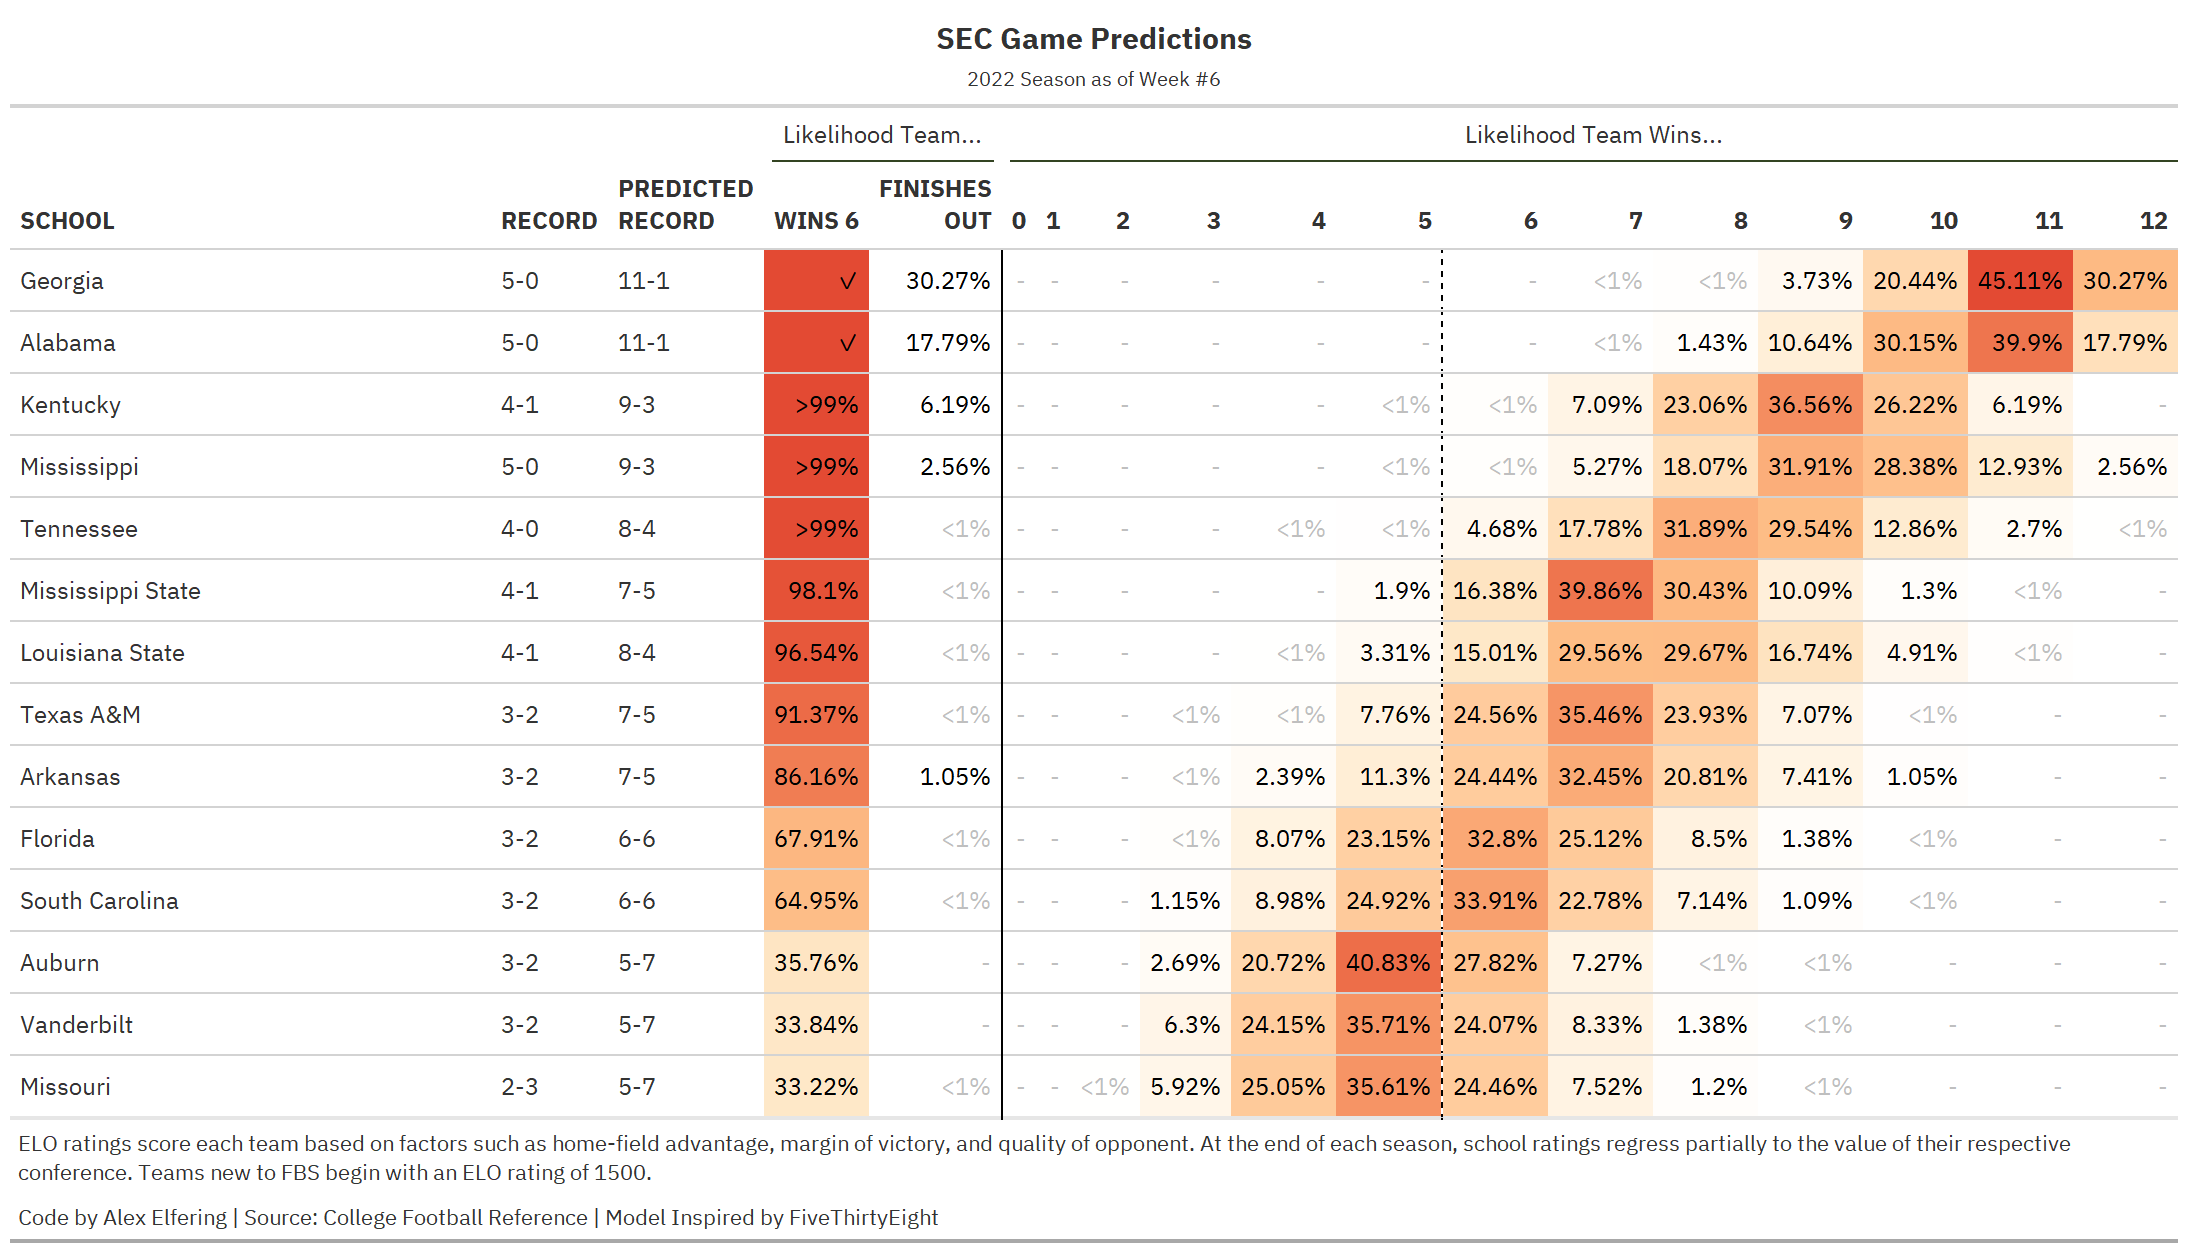 SEC Game Predictions
2022 Season as of Week #6
Likelihood Team... Likelihood Team Wins...
SCHOOL RECORD PREDICTED RECORD WINS 6 FINISHES OUT 0 1 2 3 4 5 6 7 8 9 10 11 12
Georgia 5-0 11-1 ✓ 30.27% - - - - - - - <1% <1% 3.73% 20.44% 45.11% 30.27%
Alabama 5-0 11-1 ✓ 17.79% - - - - - - - <1% 1.43% 10.64% 30.15% 39.9% 17.79%
Kentucky 4-1 9-3 >99% 6.19% - - - - - <1% <1% 7.09% 23.06% 36.56% 26.22% 6.19% -
Mississippi 5-0 9-3 >99% 2.56% - - - - - <1% <1% 5.27% 18.07% 31.91% 28.38% 12.93% 2.56%
Tennessee 4-0 8-4 >99% <1% - - - - <1% <1% 4.68% 17.78% 31.89% 29.54% 12.86% 2.7% <1%
Mississippi State 4-1 7-5 98.1% <1% - - - - - 1.9% 16.38% 39.86% 30.43% 10.09% 1.3% <1% -
Louisiana State 4-1 8-4 96.54% <1% - - - - <1% 3.31% 15.01% 29.56% 29.67% 16.74% 4.91% <1% -
Texas A&M 3-2 7-5 91.37% <1% - - - <1% <1% 7.76% 24.56% 35.46% 23.93% 7.07% <1% - -
Arkansas 3-2 7-5 86.16% 1.05% - - - <1% 2.39% 11.3% 24.44% 32.45% 20.81% 7.41% 1.05% - -
Florida 3-2 6-6 67.91% <1% - - - <1% 8.07% 23.15% 32.8% 25.12% 8.5% 1.38% <1% - -
South Carolina 3-2 6-6 64.95% <1% - - - 1.15% 8.98% 24.92% 33.91% 22.78% 7.14% 1.09% <1% - -
Auburn 3-2 5-7 35.76% - - - - 2.69% 20.72% 40.83% 27.82% 7.27% <1% <1% - - -
Vanderbilt 3-2 5-7 33.84% - - - - 6.3% 24.15% 35.71% 24.07% 8.33% 1.38% <1% - - -
Missouri 2-3 5-7 33.22% <1% - - <1% 5.92% 25.05% 35.61% 24.46% 7.52% 1.2% <1% - - -
ELO ratings score each team based on factors such as home-field advantage, margin of victory, and quality of opponent. At the end of each season, school ratings regress partially to the value of their respective
conference. Teams new to FBS begin with an ELO rating of 1500.
Code by Alex Elfering | Source: College Football Reference | Model Inspired by FiveThirtyEight